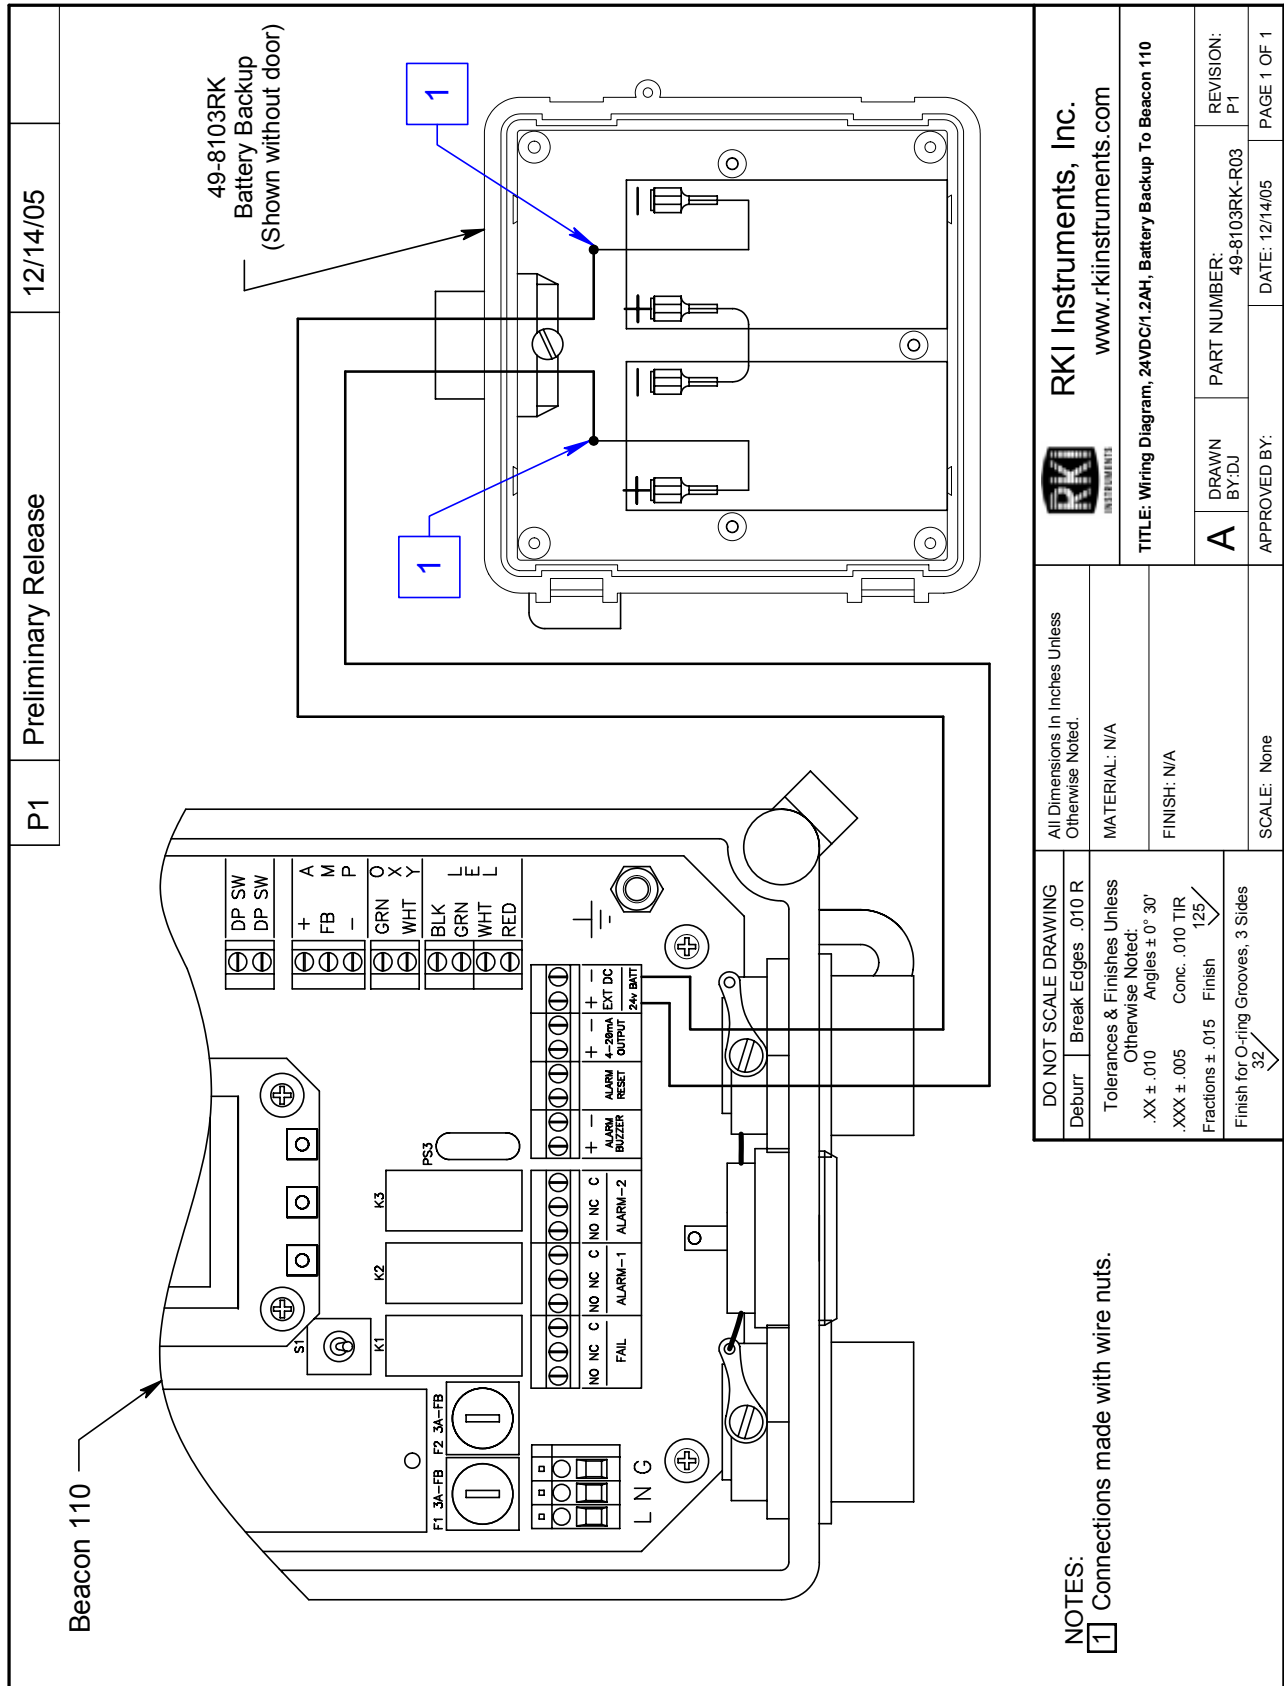 P1 Preliminary Release 12/14/05
Beacon 110
49-8103RK
Battery Backup
(Shown without door)
1
1
DP SW
DP SW
+
FB
-
A
M
P
GRN
WHT
O
X
Y
BLK
GRN
WHT
RED
L
E
L
S1
K1
K2
K3
PS3
F1 3A-FB
F2 3A-FB
L N G
NO NC C
FAIL
NO NC C
ALARM-1
NO NC C
ALARM-2
+ -
ALARM
BUZZER
ALARM
RESET
+ -
4-20mA
OUTPUT
+ -
EXT DC
24v BATT
+ - + -
NOTES:
1 Connections made with wire nuts.
DO NOT SCALE DRAWING
Deburr Break Edges .010 R
Tolerances & Finishes Unless
Otherwise Noted:
.XX ± .010 Angles ± 0° 30'
.XXX ± .005 Conc. .010 TIR
Fractions ± .015 Finish 125
Finish for O-ring Grooves, 3 Sides
32
All Dimensions In Inches Unless
Otherwise Noted.
MATERIAL: N/A
FINISH: N/A
SCALE: None
RKI
INSTRUMENTS
RKI Instruments, Inc.
www.rkiinstruments.com
TITLE: Wiring Diagram, 24VDC/1.2AH, Battery Backup To Beacon 110
A
DRAWN
BY:DJ
PART NUMBER:
49-8103RK-R03
REVISION:
P1
APPROVED BY:
DATE: 12/14/05
PAGE 1 OF 1